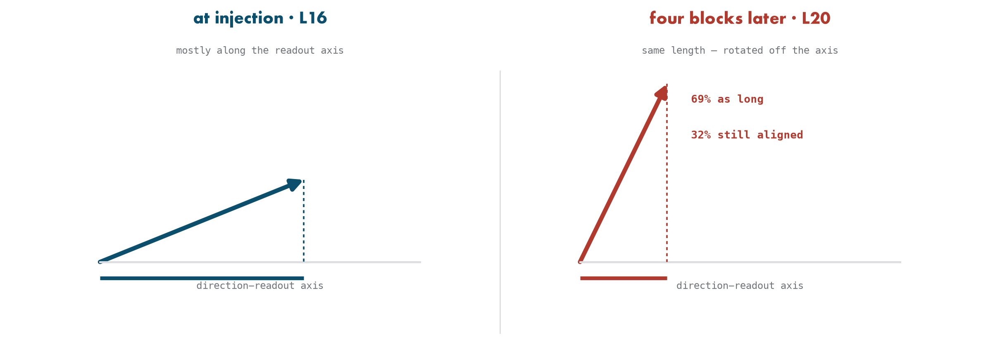 at injection · L16
mostly along the readout axis
direction−readout axis
four blocks later · L20
same length — rotated off the axis
69% as long
32% still aligned
direction−readout axis